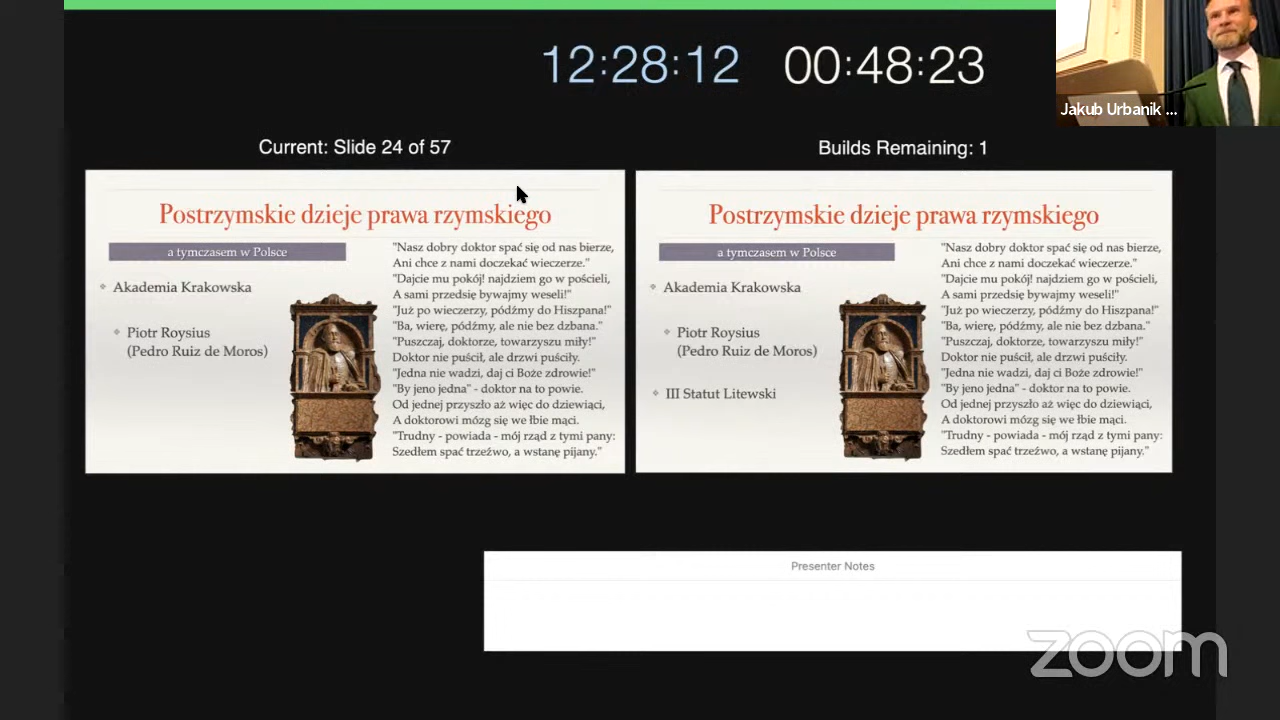 12:28:12
00:48:23
Jakub Urbanik ...
Current: Slide 24 of 57
Builds Remaining: 1
Postrzymskie dzieje prawa rzymskiego
a tymczasem w Polsce
Akademia Krakowska
Piotr Roysius
(Pedro Ruiz de Moros)
"Nasz dobry doktor spać się od nas bierze,
Ani chce z nami doczekać wieczerze."
"Dajcie mu pokój! najdziem go w pościeli,
A sami przedsię bywajmy weseli!"
"Już po wieczerzy, pódźmy do Hiszpana!"
"Ba, wierę, pódźmy, ale nie bez dzbana."
"Puszczaj, doktorze, towarzyszu miły!"
Doktor nie puścił, ale drzwi puściły.
"Jedna nie wadzi, daj ci Boże zdrowie!"
"By jeno jedna" - doktor na to powie.
Od jednej przyszło aż więc do dziewiąci,
A doktorowi mózg się we łbie mąci.
"Trudny - powiada - mój rząd z tymi pany:
Szedłem spać trzeźwo, a wstanę pijany."
Postrzymskie dzieje prawa rzymskiego
a tymczasem w Polsce
Akademia Krakowska
Piotr Roysius
(Pedro Ruiz de Moros)
III Statut Litewski
"Nasz dobry doktor spać się od nas bierze,
Ani chce z nami doczekać wieczerze."
"Dajcie mu pokój! najdziem go w pościeli,
A sami przedsię bywajmy weseli!"
"Już po wieczerzy, pódźmy do Hiszpana!"
"Ba, wierę, pódźmy, ale nie bez dzbana."
"Puszczaj, doktorze, towarzyszu miły!"
Doktor nie puścił, ale drzwi puściły.
"Jedna nie wadzi, daj ci Boże zdrowie!"
"By jeno jedna" - doktor na to powie.
Od jednej przyszło aż więc do dziewiąci,
A doktorowi mózg się we łbie mąci.
"Trudny - powiada - mój rząd z tymi pany:
Szedłem spać trzeźwo, a wstanę pijany."
Presenter Notes
zoom